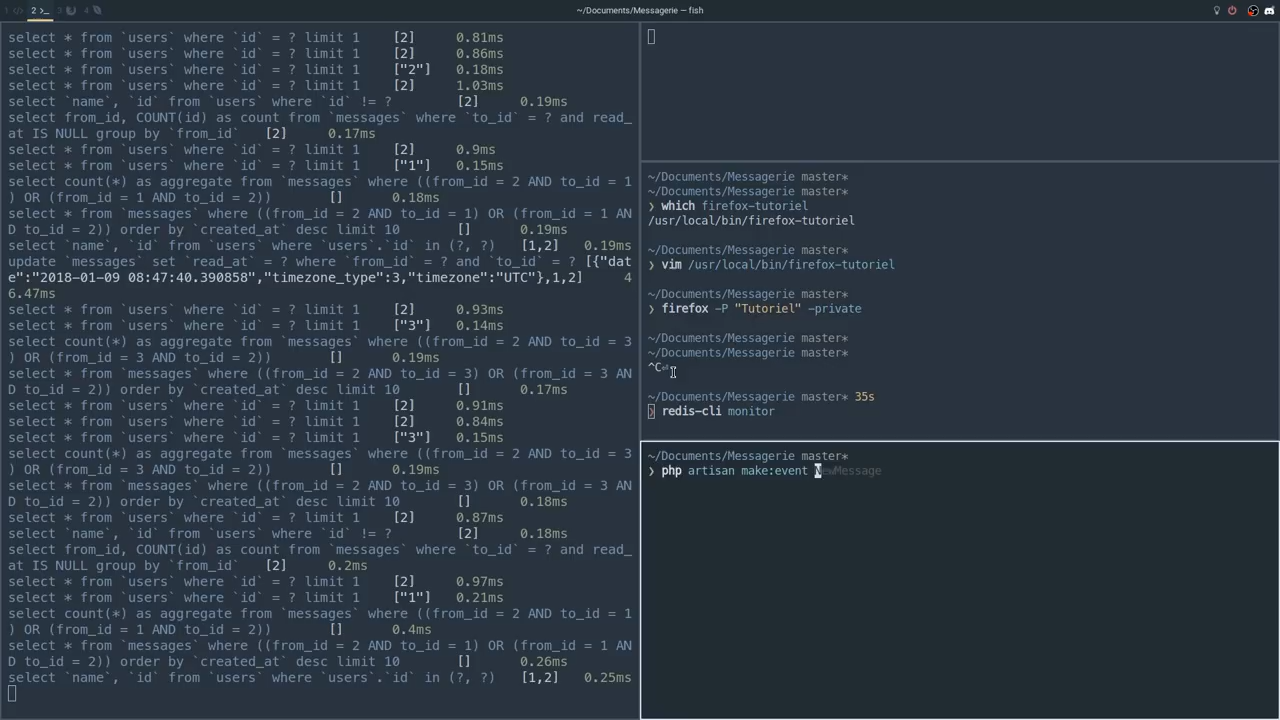 1 2 >_ 3 4
~/Documents/Messagerie — fish
select * from `users` where `id` = ? limit 1 [2] 0.81ms
select * from `users` where `id` = ? limit 1 [2] 0.86ms
select * from `users` where `id` = ? limit 1 ["2"] 0.18ms
select * from `users` where `id` = ? limit 1 [2] 1.03ms
select `name`, `id` from `users` where `id` != ? [2] 0.19ms
select from_id, COUNT(id) as count from `messages` where `to_id` = ? and read_
at IS NULL group by `from_id` [2] 0.17ms
select * from `users` where `id` = ? limit 1 [2] 0.9ms
select * from `users` where `id` = ? limit 1 ["1"] 0.15ms
select count(*) as aggregate from `messages` where ((from_id = 2 AND to_id = 1
) OR (from_id = 1 AND to_id = 2)) [] 0.18ms
select * from `messages` where ((from_id = 2 AND to_id = 1) OR (from_id = 1 AN
D to_id = 2)) order by `created_at` desc limit 10 [] 0.19ms
select `name`, `id` from `users` where `users`.`id` in (?, ?) [1,2] 0.19ms
update `messages` set `read_at` = ? where `from_id` = ? and `to_id` = ? [{"dat
e":"2018-01-09 08:47:40.390858","timezone_type":3,"timezone":"UTC"},1,2] 4
6.47ms
select * from `users` where `id` = ? limit 1 [2] 0.93ms
select * from `users` where `id` = ? limit 1 ["3"] 0.14ms
select count(*) as aggregate from `messages` where ((from_id = 2 AND to_id = 3
) OR (from_id = 3 AND to_id = 2)) [] 0.19ms
select * from `messages` where ((from_id = 2 AND to_id = 3) OR (from_id = 3 AN
D to_id = 2)) order by `created_at` desc limit 10 [] 0.17ms
select * from `users` where `id` = ? limit 1 [2] 0.91ms
select * from `users` where `id` = ? limit 1 [2] 0.84ms
select * from `users` where `id` = ? limit 1 ["3"] 0.15ms
select count(*) as aggregate from `messages` where ((from_id = 2 AND to_id = 3
) OR (from_id = 3 AND to_id = 2)) [] 0.19ms
select * from `messages` where ((from_id = 2 AND to_id = 3) OR (from_id = 3 AN
D to_id = 2)) order by `created_at` desc limit 10 [] 0.18ms
select * from `users` where `id` = ? limit 1 [2] 0.87ms
select `name`, `id` from `users` where `id` != ? [2] 0.18ms
select from_id, COUNT(id) as count from `messages` where `to_id` = ? and read_
at IS NULL group by `from_id` [2] 0.2ms
select * from `users` where `id` = ? limit 1 [2] 0.97ms
select * from `users` where `id` = ? limit 1 ["1"] 0.21ms
select count(*) as aggregate from `messages` where ((from_id = 2 AND to_id = 1
) OR (from_id = 1 AND to_id = 2)) [] 0.4ms
select * from `messages` where ((from_id = 2 AND to_id = 1) OR (from_id = 1 AN
D to_id = 2)) order by `created_at` desc limit 10 [] 0.26ms
select `name`, `id` from `users` where `users`.`id` in (?, ?) [1,2] 0.25ms
~/Documents/Messagerie master*
~/Documents/Messagerie master*
❯ which firefox-tutoriel
/usr/local/bin/firefox-tutoriel
~/Documents/Messagerie master*
❯ vim /usr/local/bin/firefox-tutoriel
~/Documents/Messagerie master*
❯ firefox -P "Tutoriel" -private
~/Documents/Messagerie master*
~/Documents/Messagerie master*
^C⏎
~/Documents/Messagerie master* 35s
❯ redis-cli monitor
~/Documents/Messagerie master*
❯ php artisan make:event NewMessage